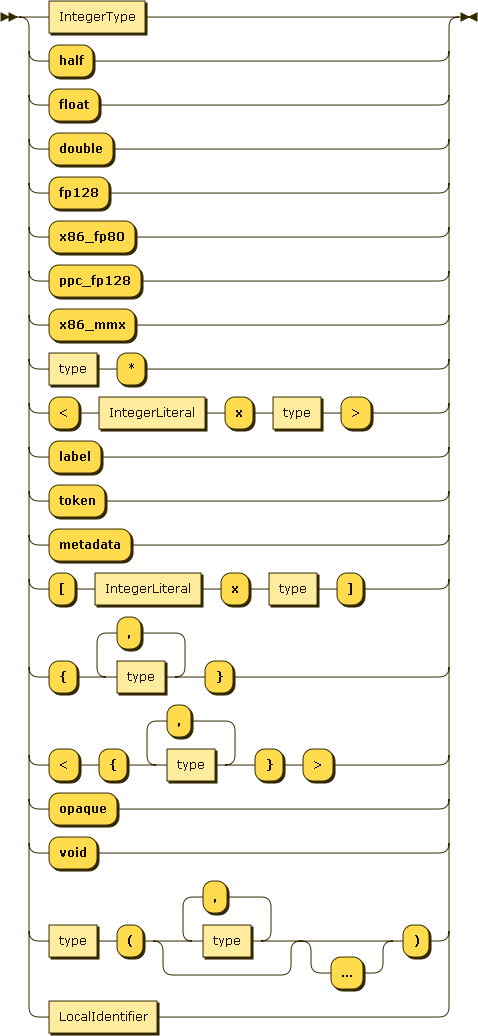 IntegerType
half
float
double
fp128
x86_fp80
ppc_fp128
x86_mmx
type *
< IntegerLiteral x type >
label
token
metadata
[ IntegerLiteral x type ]
,
{ type }
,
< { type } >
opaque
void
,
type ( type )
...
LocalIdentifier